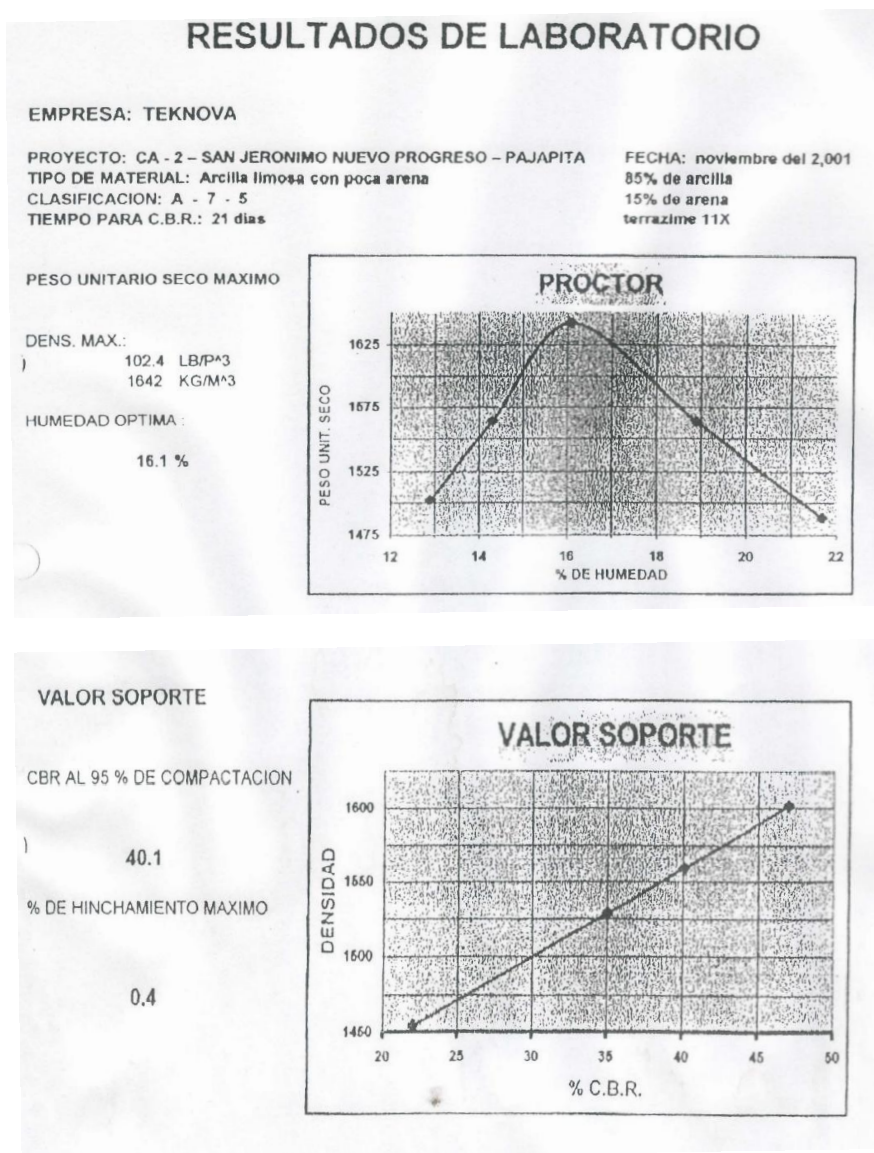 RESULTADOS DE LABORATORIO
EMPRESA: TEKNOVA
PROYECTO: CA - 2 – SAN JERONIMO NUEVO PROGRESO – PAJAPITA
FECHA: noviembre del 2,001
TIPO DE MATERIAL: Arcilla limosa con poca arena
85% de arcilla
CLASIFICACION: A - 7 - 5
15% de arena
TIEMPO PARA C.B.R.: 21 dias
terrazime 11X
PESO UNITARIO SECO MAXIMO
DENS. MAX.:
102.4 LB/P^3
1642 KG/M^3
HUMEDAD OPTIMA :
16.1 %
PROCTOR
PESO UNIT. SECO
1625
1575
1525
1475
12 14 16 18 20 22
% DE HUMEDAD
VALOR SOPORTE
CBR AL 95 % DE COMPACTACION
40.1
% DE HINCHAMIENTO MAXIMO
0.4
VALOR SOPORTE
DENSIDAD
1600
1550
1500
1450
20 25 30 35 40 45 50
% C.B.R.